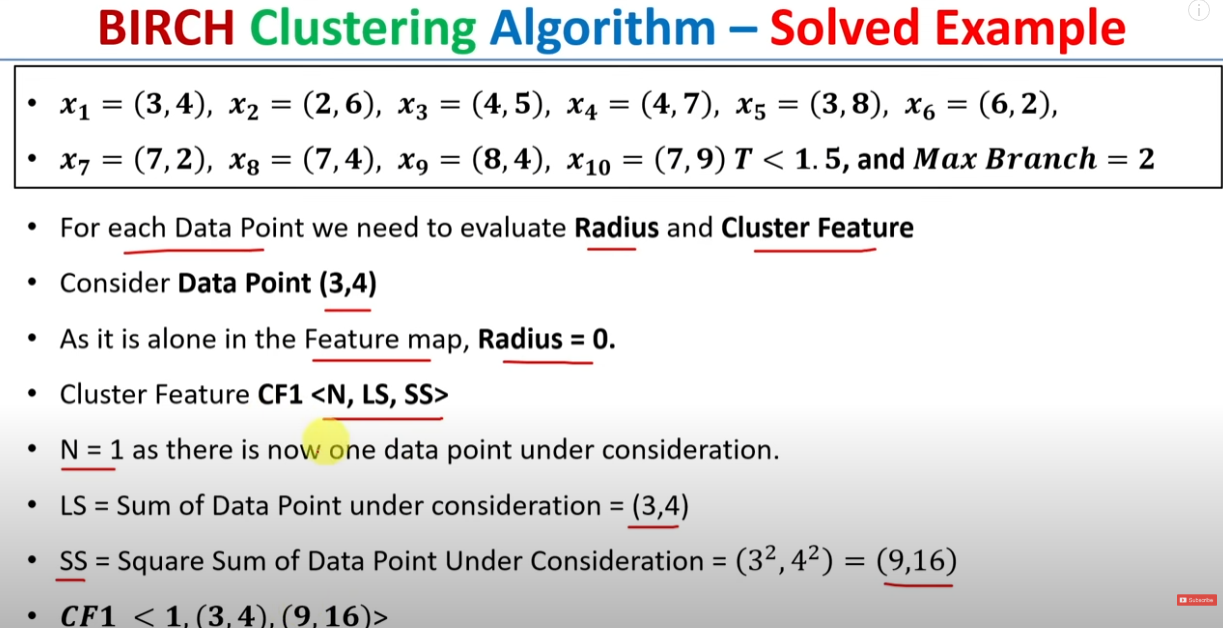 BIRCH Clustering Algorithm – Solved Example
• x₁ = (3, 4), x₂ = (2, 6), x₃ = (4, 5), x₄ = (4, 7), x₅ = (3, 8), x₆ = (6, 2),
• x₇ = (7, 2), x₈ = (7, 4), x₉ = (8, 4), x₁₀ = (7, 9) T < 1.5, and Max Branch = 2
• For each Data Point we need to evaluate Radius and Cluster Feature
• Consider Data Point (3,4)
• As it is alone in the Feature map, Radius = 0.
• Cluster Feature CF1 <N, LS, SS>
• N = 1 as there is now one data point under consideration.
• LS = Sum of Data Point under consideration = (3,4)
• SS = Square Sum of Data Point Under Consideration = (3², 4²) = (9,16)
Subscribe
• CF1 < 1, (3, 4), (9, 16)>